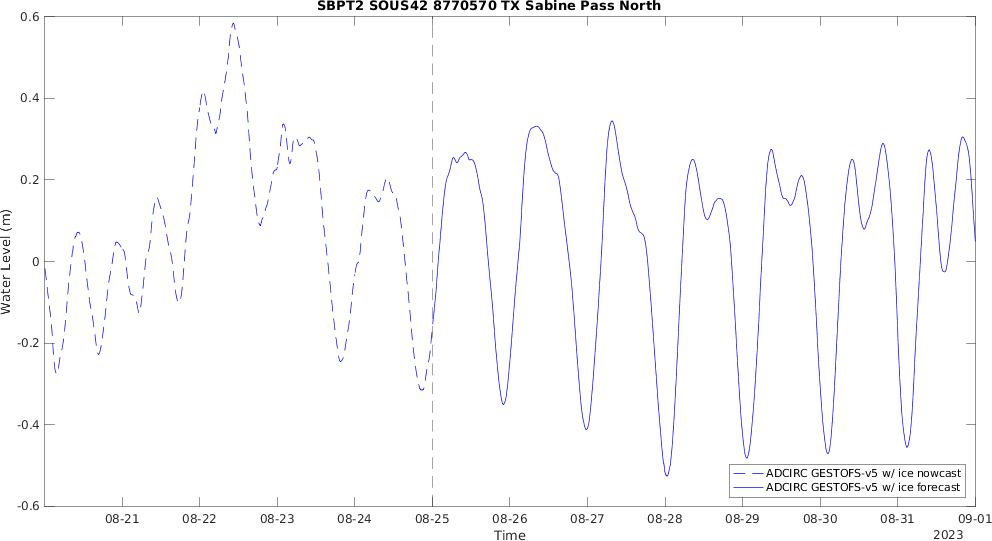 SBPT2 SOUS42 8770570 TX Sabine Pass North
Water Level (m)
0.6
0.4
0.2
0
-0.2
-0.4
-0.6
ADCIRC GESTOFS-v5 w/ ice nowcast
ADCIRC GESTOFS-v5 w/ ice forecast
08-21 08-22 08-23 08-24 08-25 08-26 08-27 08-28 08-29 08-30 08-31 09-01
Time
2023